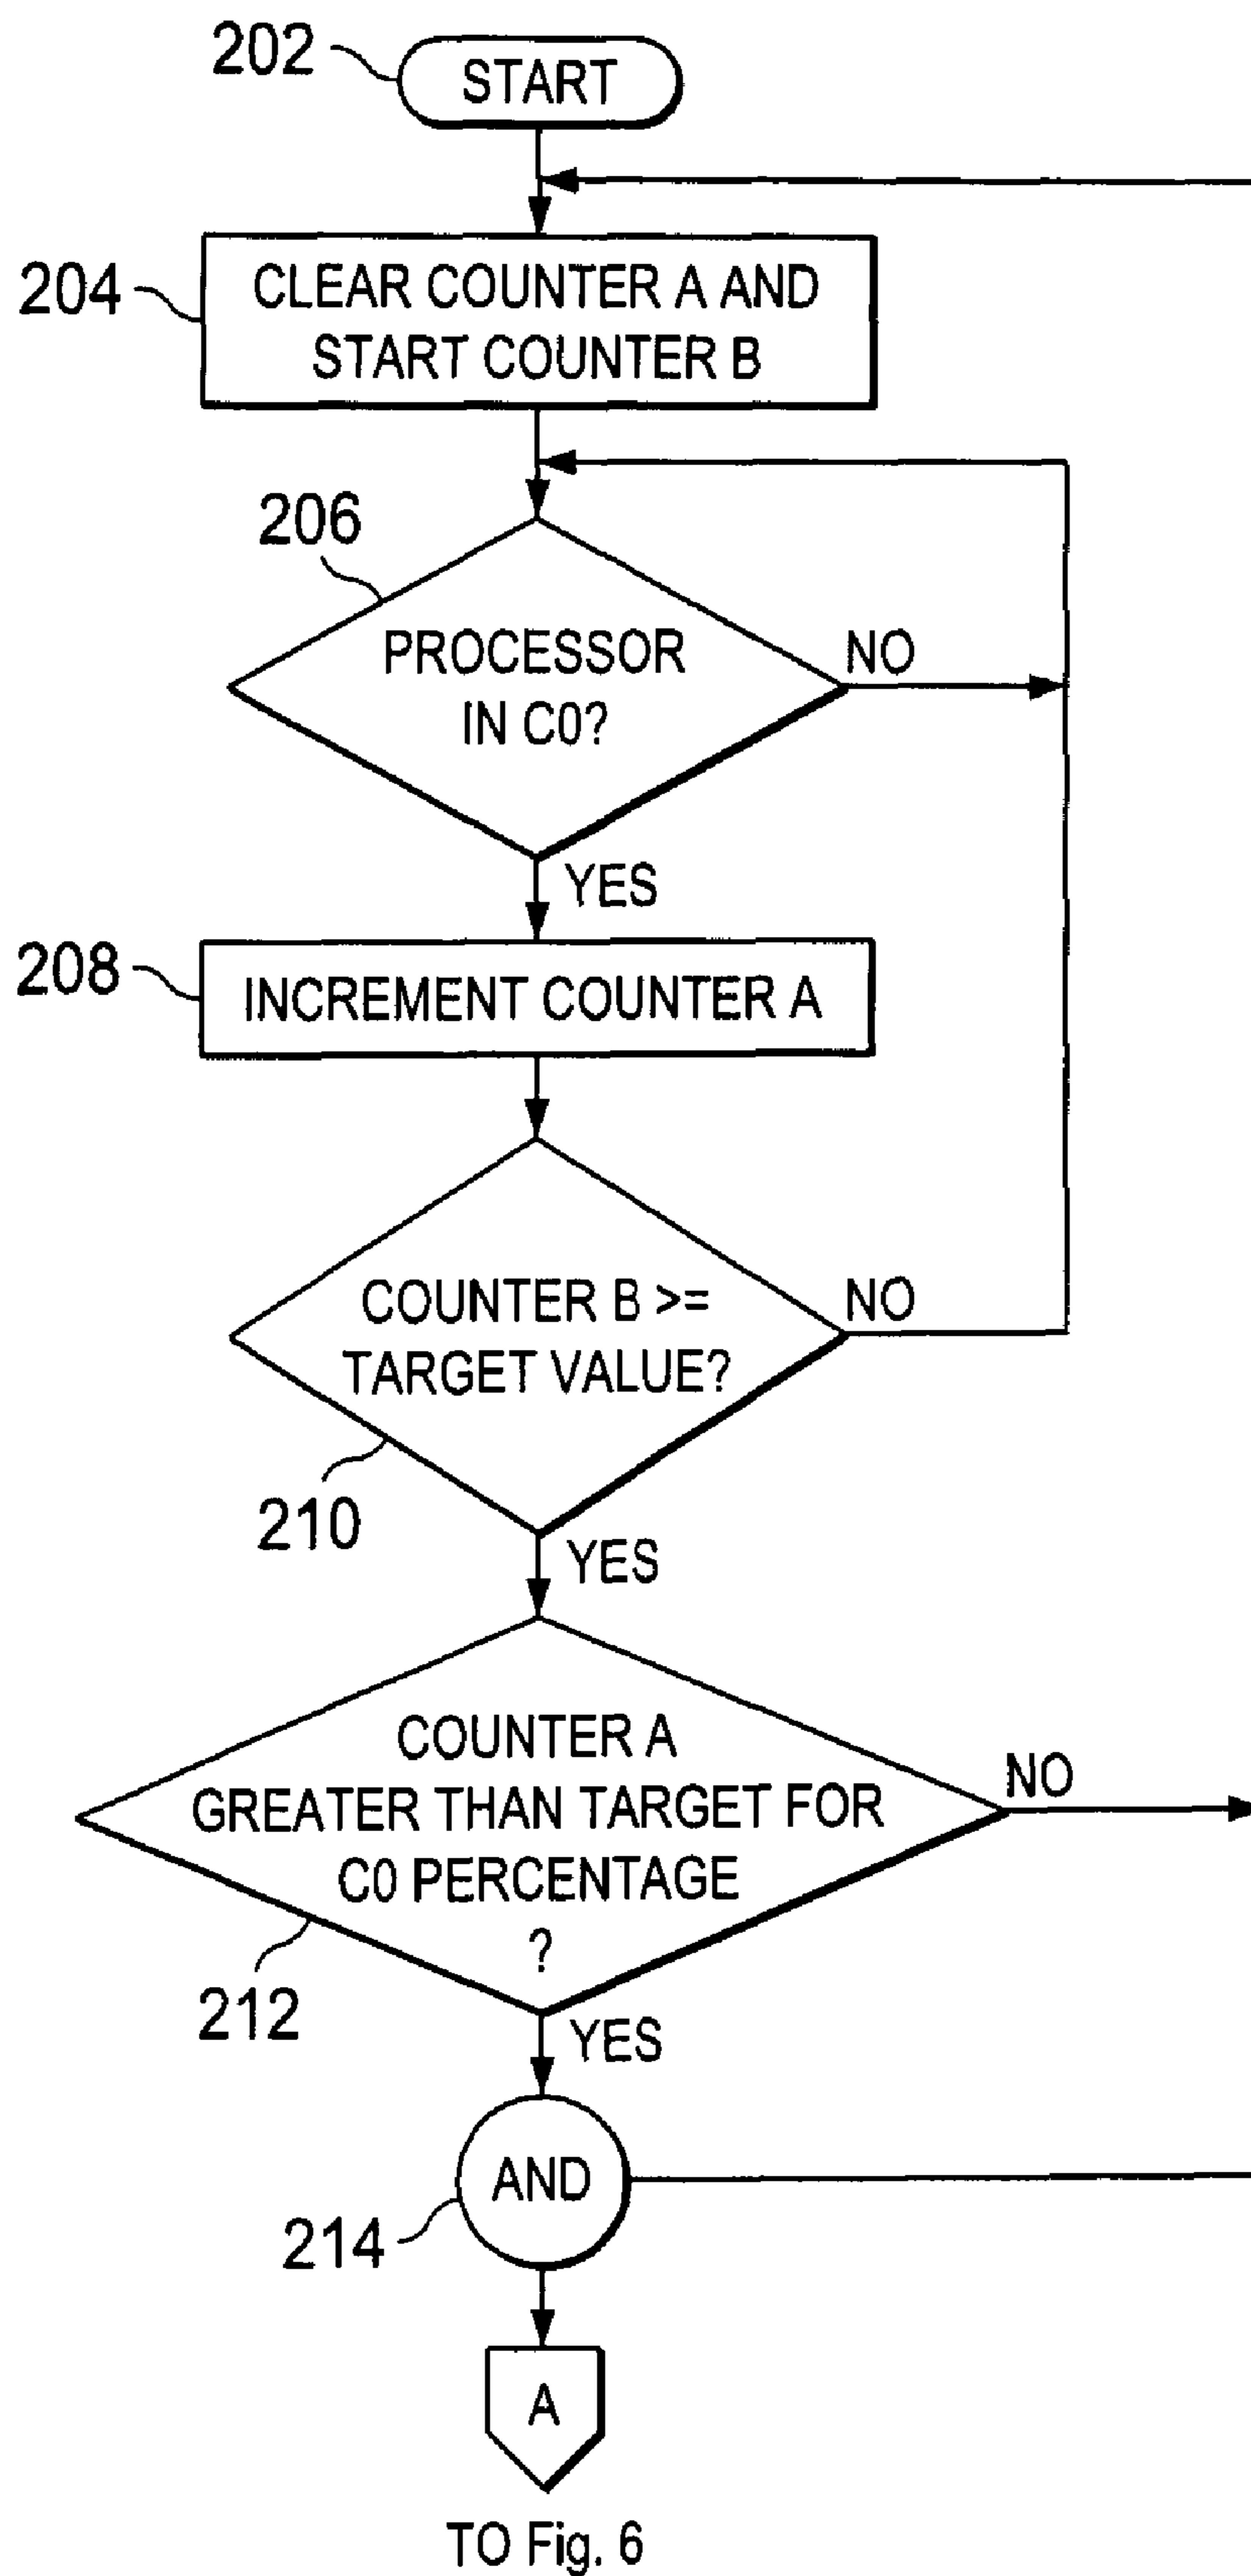 202
START
204
CLEAR COUNTER A AND
START COUNTER B
206
PROCESSOR
IN C0?
NO
YES
208
INCREMENT COUNTER A
COUNTER B >=
TARGET VALUE?
NO
210
YES
COUNTER A
GREATER THAN TARGET FOR
C0 PERCENTAGE
?
NO
212
YES
AND
214
A
TO Fig. 6